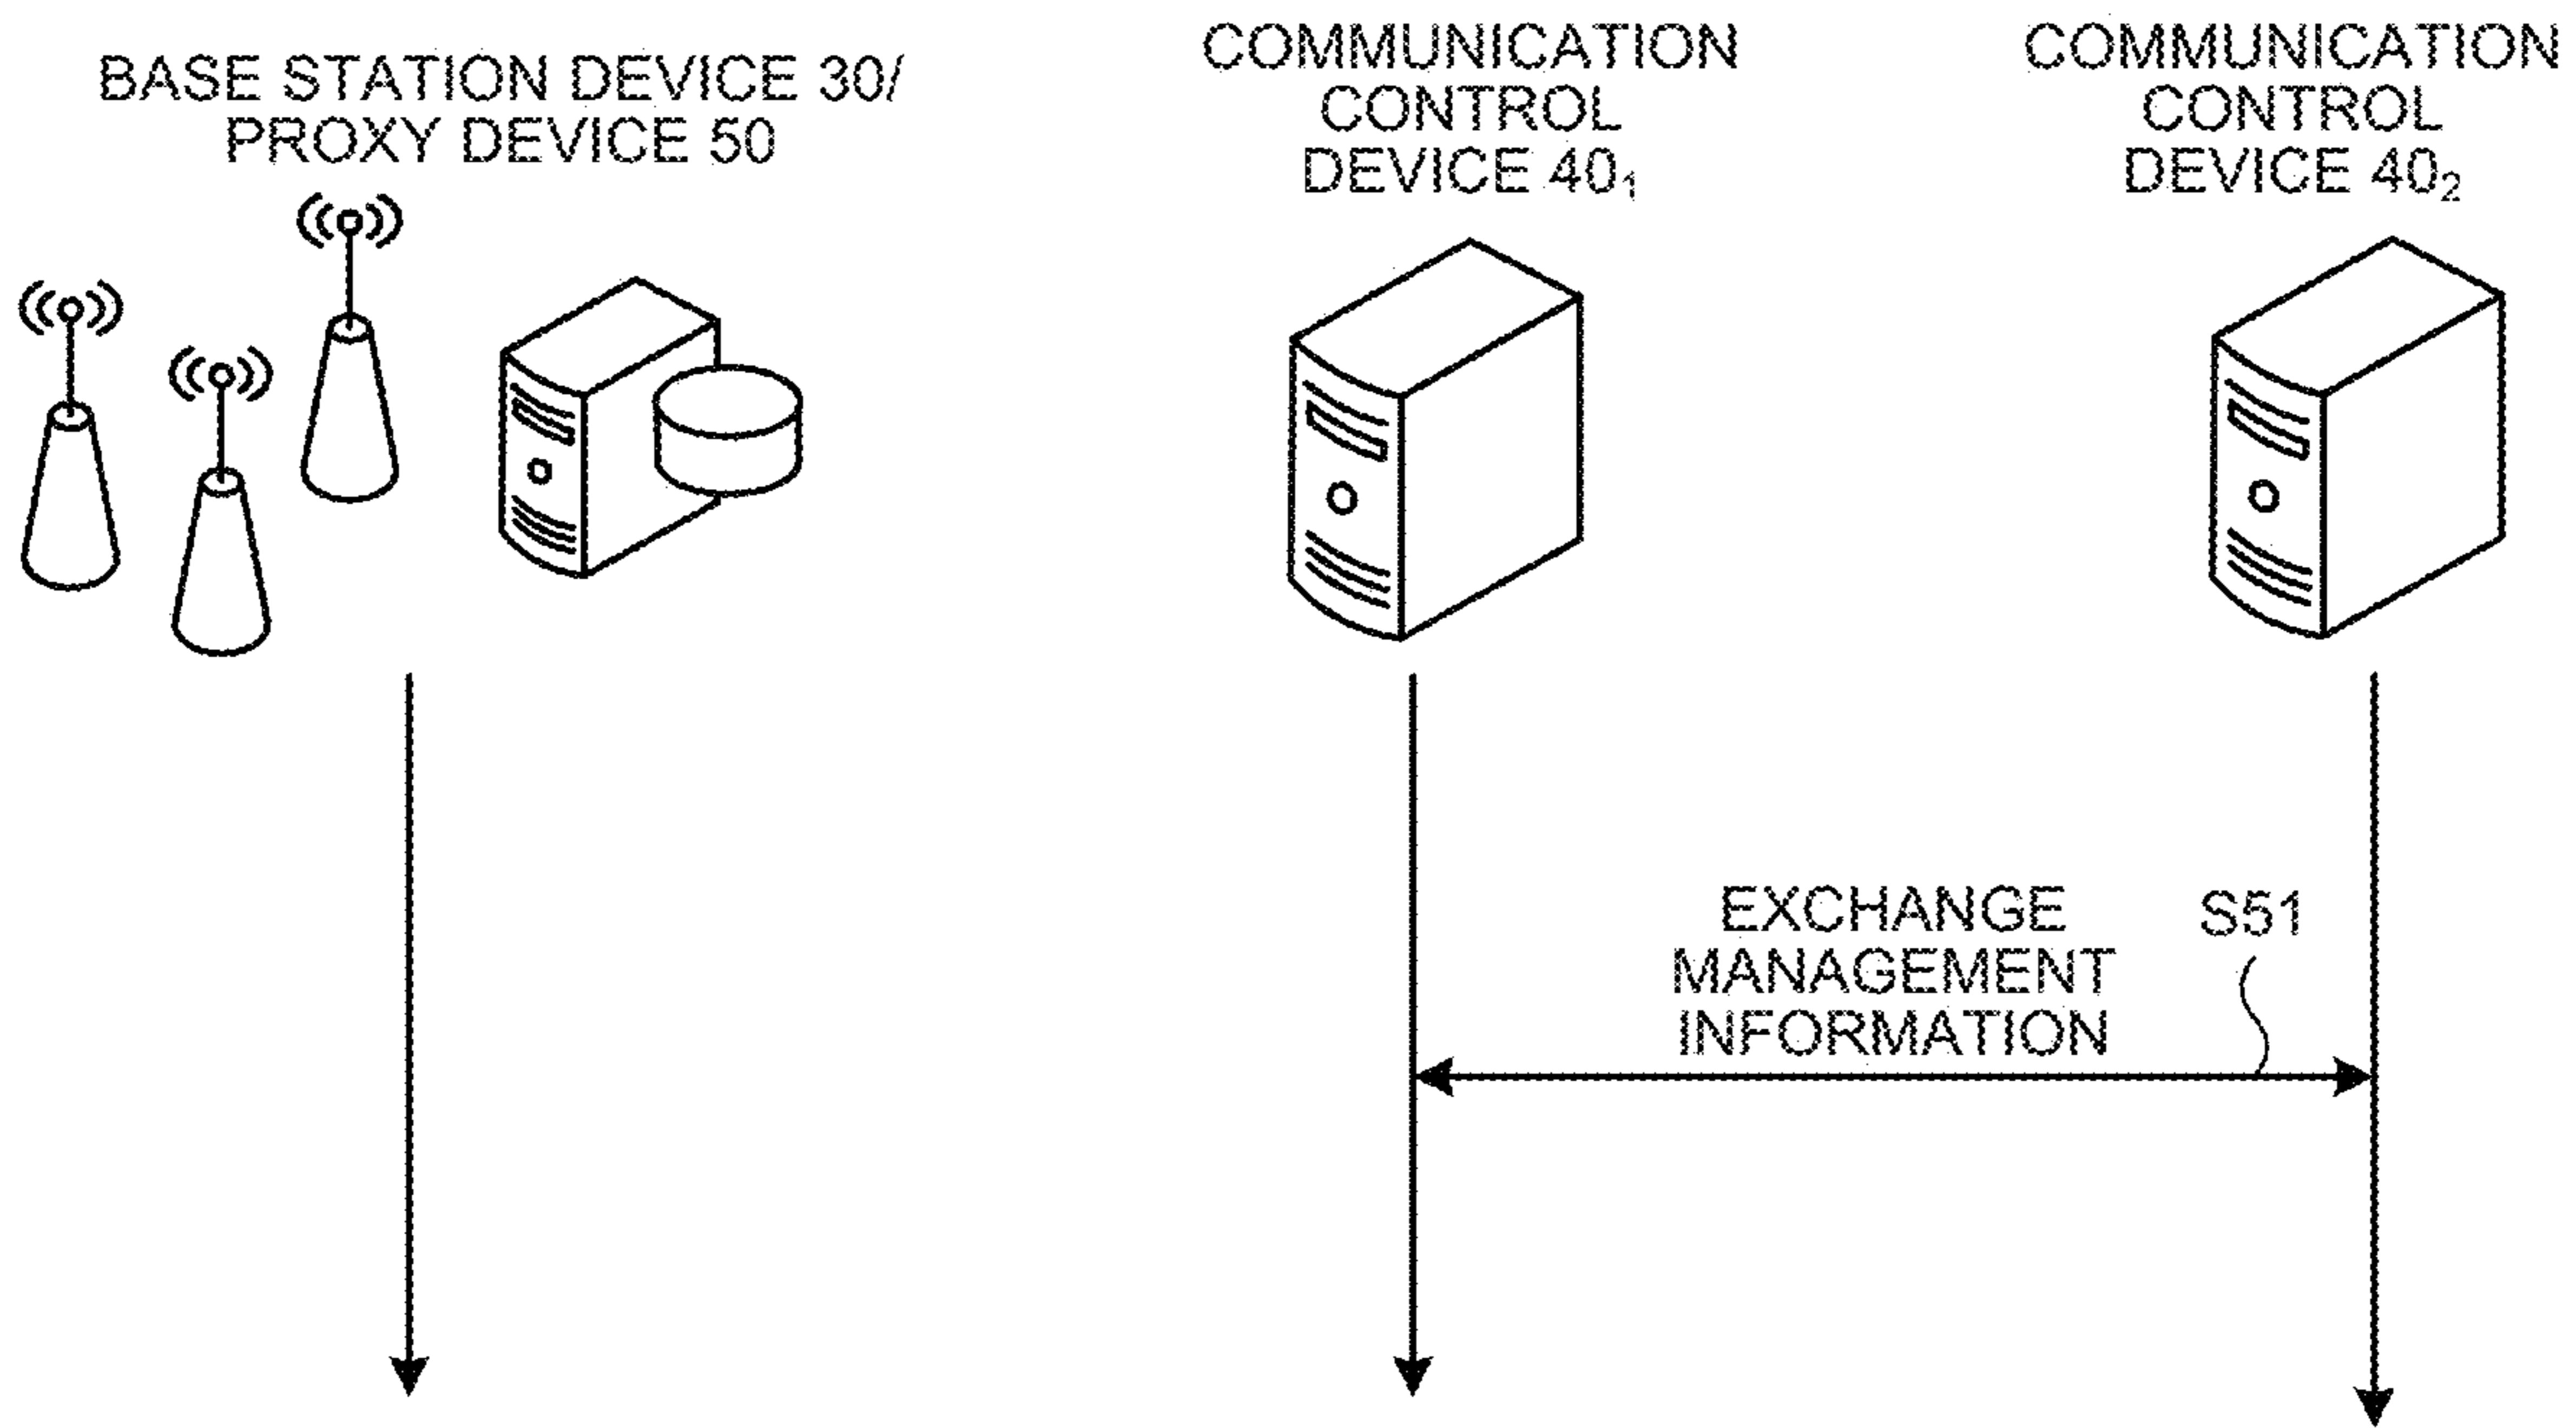 BASE STATION DEVICE 30/
PROXY DEVICE 50
COMMUNICATION
CONTROL
DEVICE 40₁
COMMUNICATION
CONTROL
DEVICE 40₂
EXCHANGE
MANAGEMENT
INFORMATION
S51